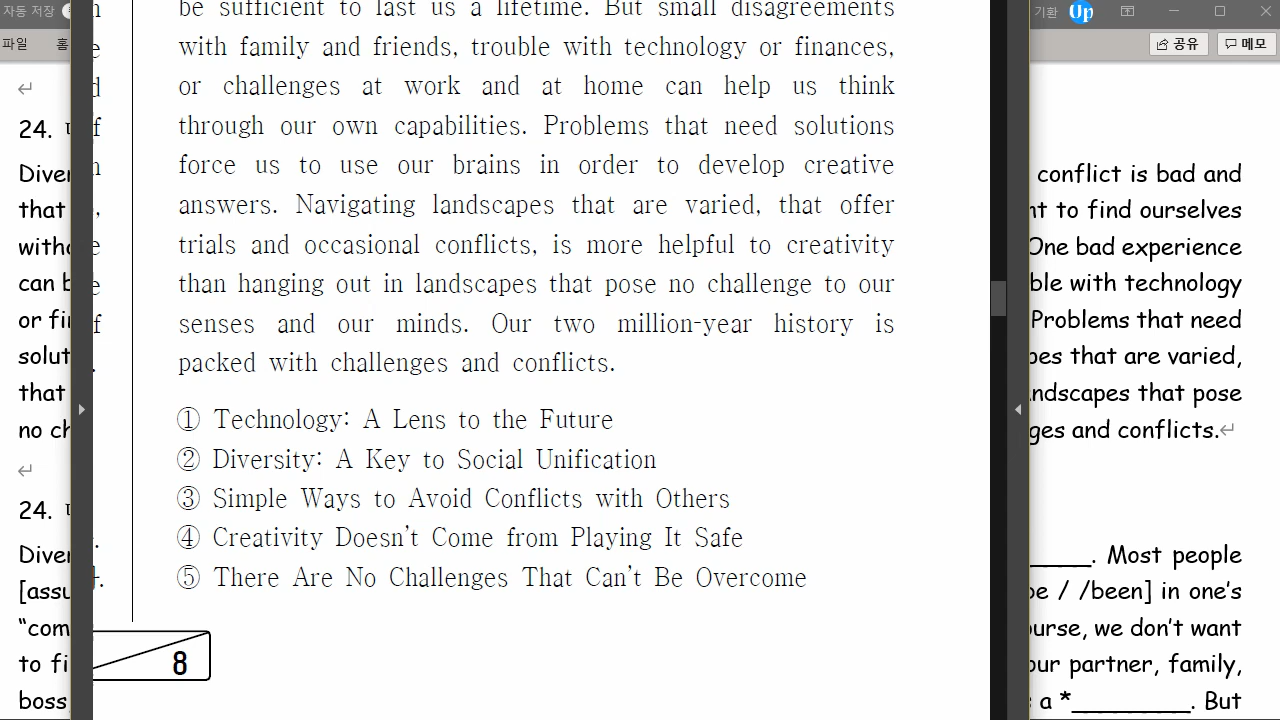 자동 저장
기환
Up
파일
홈
공유
메모
be sufficient to last us a lifetime. But small disagreements
with family and friends, trouble with technology or finances,
or challenges at work and at home can help us think
through our own capabilities. Problems that need solutions
force us to use our brains in order to develop creative
answers. Navigating landscapes that are varied, that offer
trials and occasional conflicts, is more helpful to creativity
than hanging out in landscapes that pose no challenge to our
senses and our minds. Our two million-year history is
packed with challenges and conflicts.
① Technology: A Lens to the Future
② Diversity: A Key to Social Unification
③ Simple Ways to Avoid Conflicts with Others
④ Creativity Doesn't Come from Playing It Safe
⑤ There Are No Challenges That Can't Be Overcome
8
24.
Diver
that
witho
can b
or fin
solut
that
no ch
24.
Diver
[assu
“com
to fi
boss
conflict is bad and
nt to find ourselves
One bad experience
ble with technology
Problems that need
pes that are varied,
andscapes that pose
ges and conflicts.
________. Most people
be / /been] in one's
ourse, we don't want
our partner, family,
a *________. But